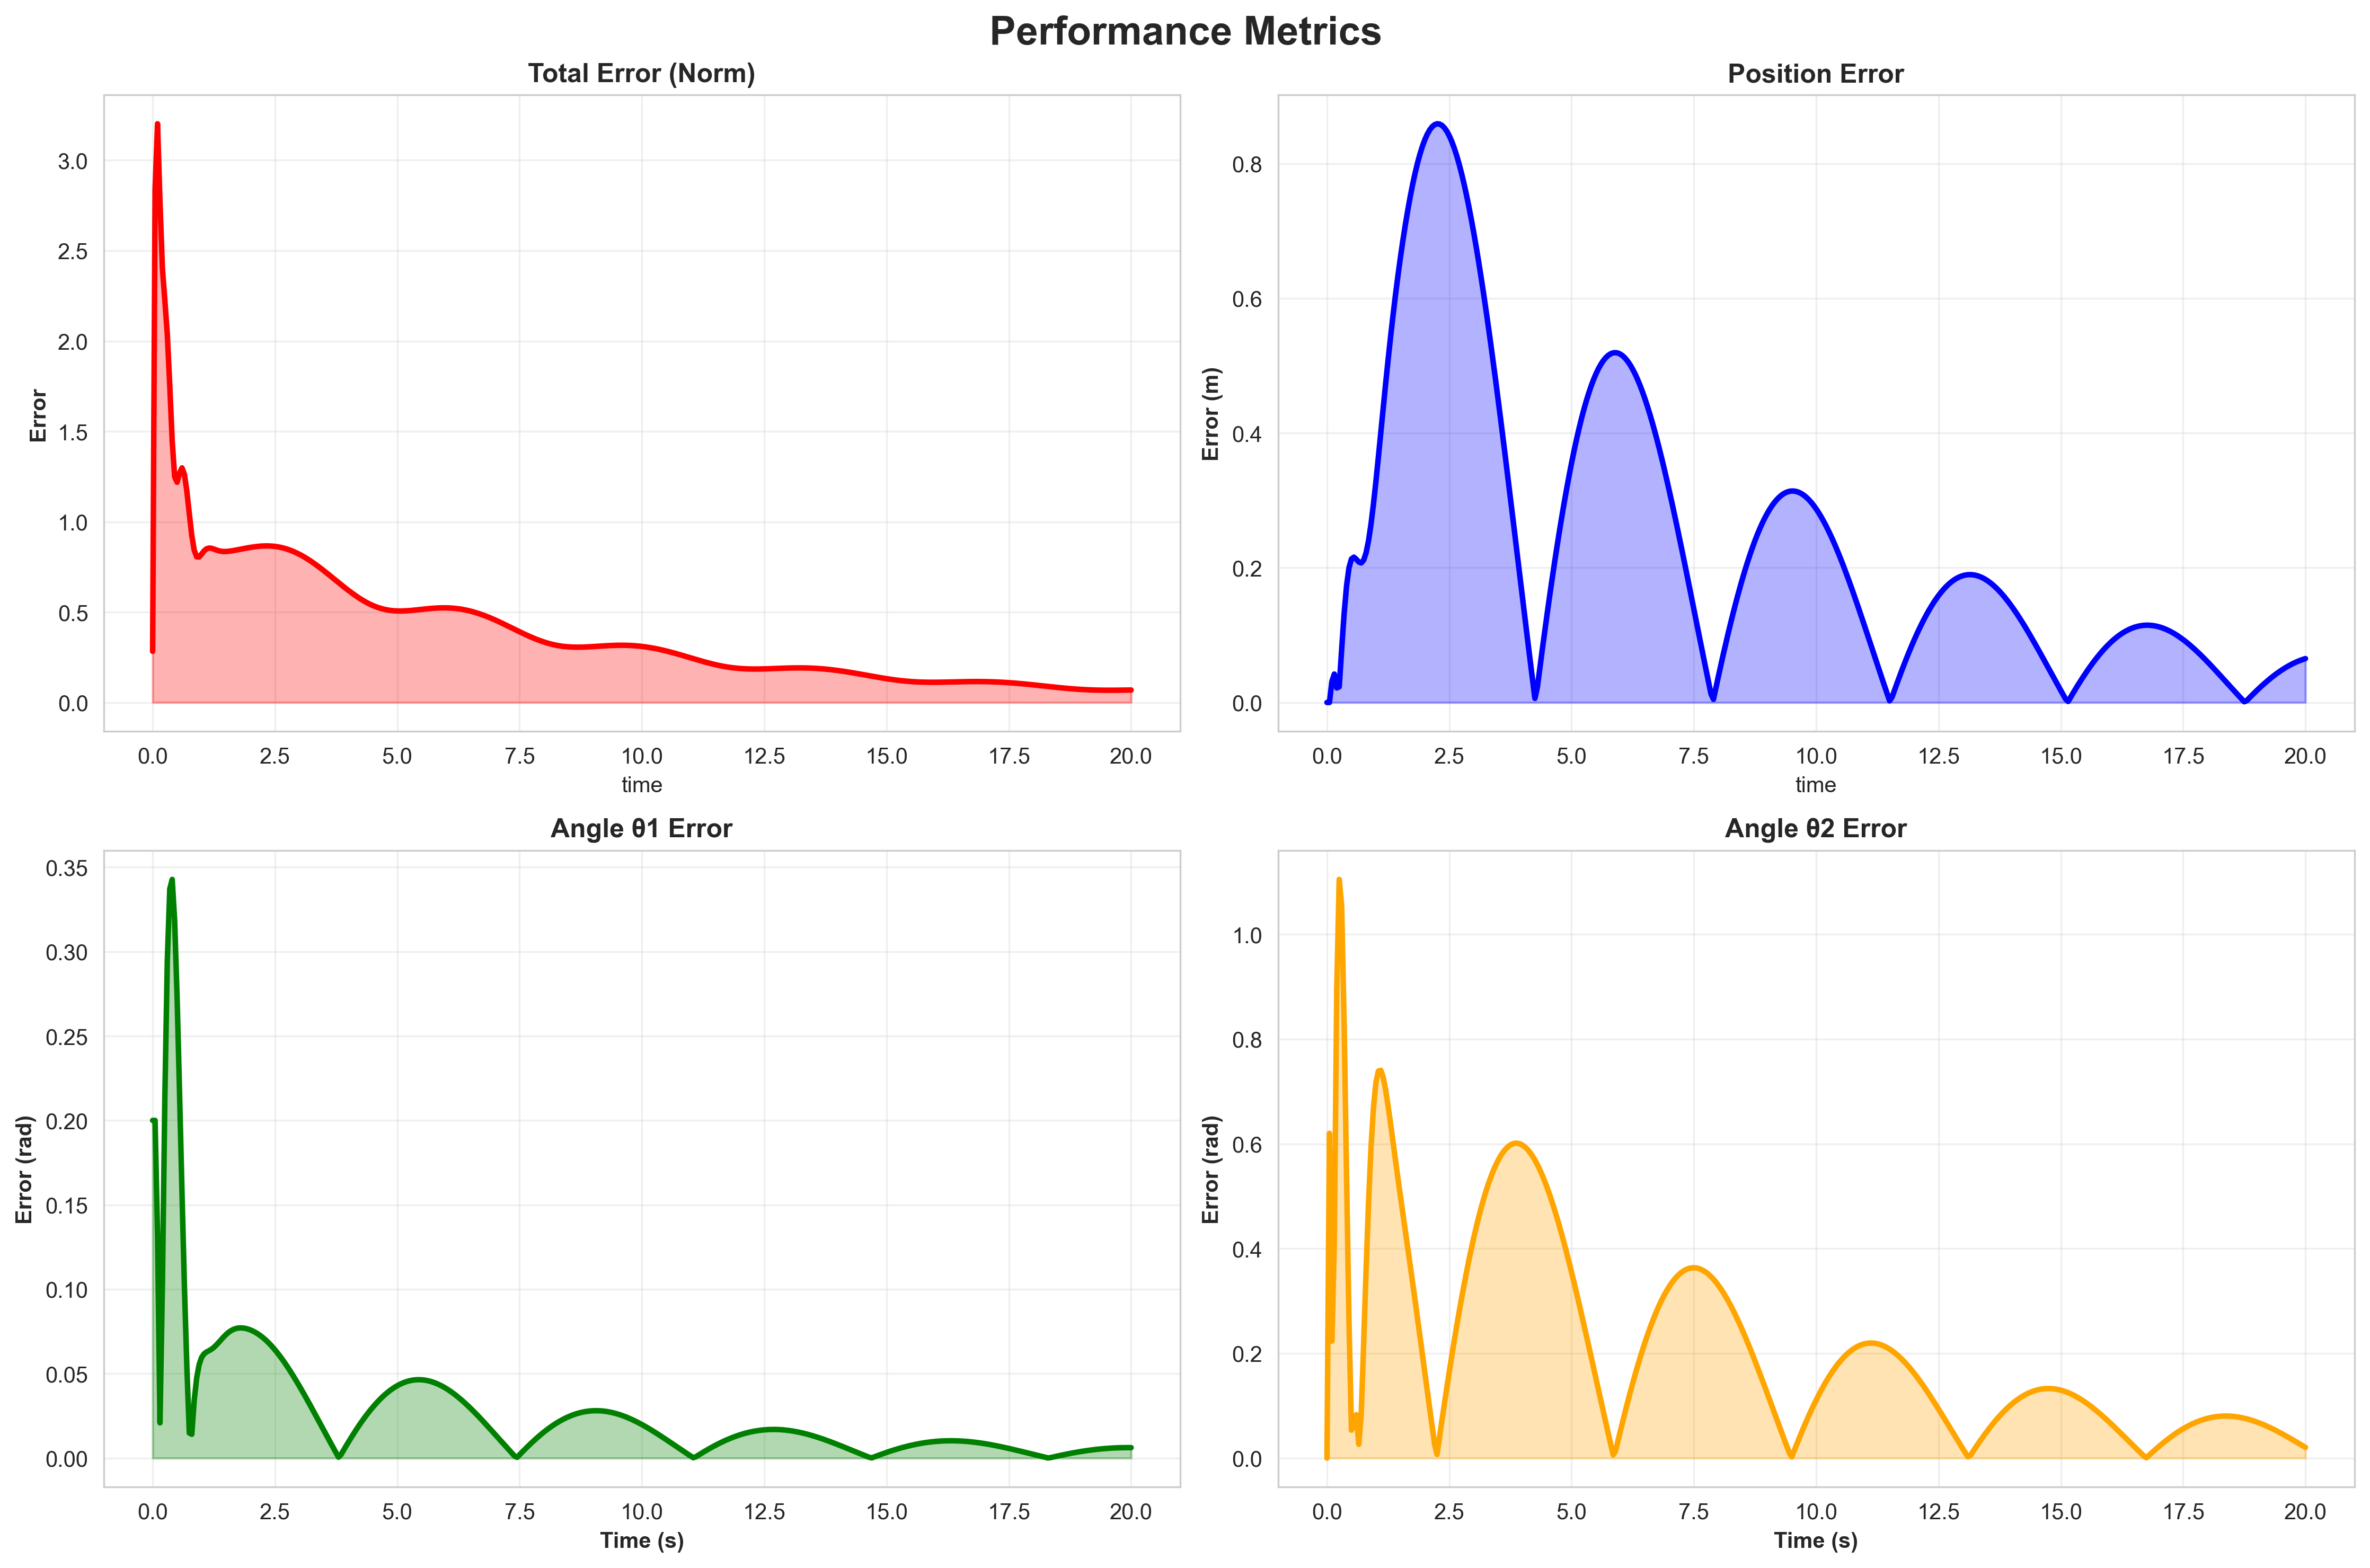 Performance Metrics
Total Error (Norm)
Error
3.0
2.5
2.0
1.5
1.0
0.5
0.0
0.0 2.5 5.0 7.5 10.0 12.5 15.0 17.5 20.0
time
Position Error
Error (m)
0.8
0.6
0.4
0.2
0.0
0.0 2.5 5.0 7.5 10.0 12.5 15.0 17.5 20.0
time
Angle θ1 Error
Error (rad)
0.35
0.30
0.25
0.20
0.15
0.10
0.05
0.00
0.0 2.5 5.0 7.5 10.0 12.5 15.0 17.5 20.0
Time (s)
Angle θ2 Error
Error (rad)
1.0
0.8
0.6
0.4
0.2
0.0
0.0 2.5 5.0 7.5 10.0 12.5 15.0 17.5 20.0
Time (s)